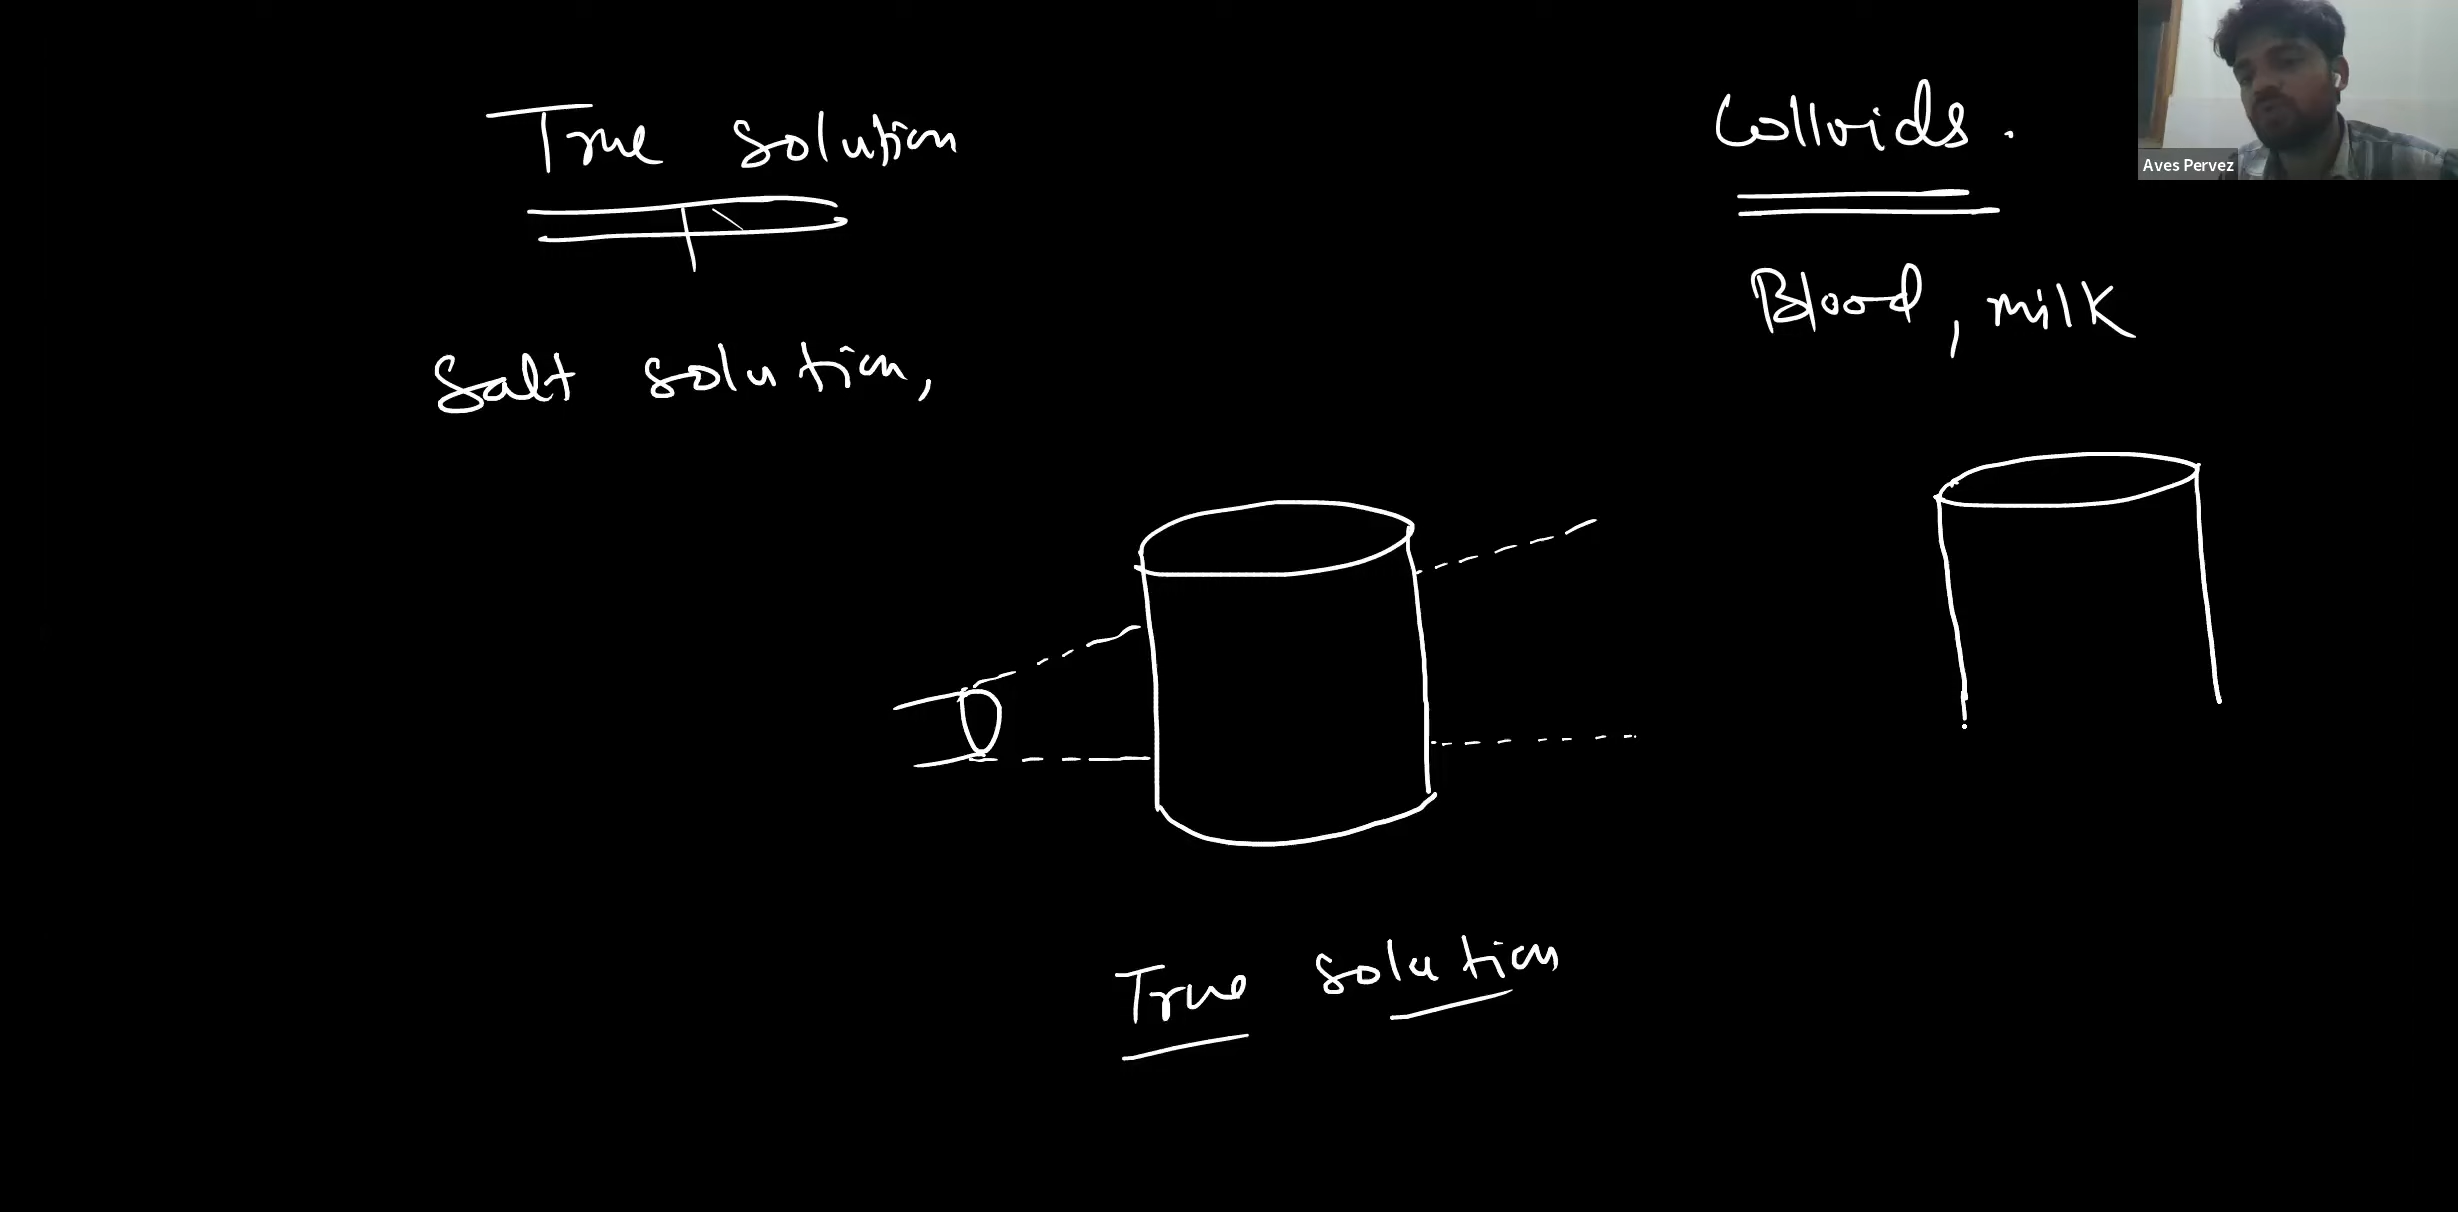 True solution
Colloids.
Aves Pervez
Blood, milk
Salt solution,
True solution